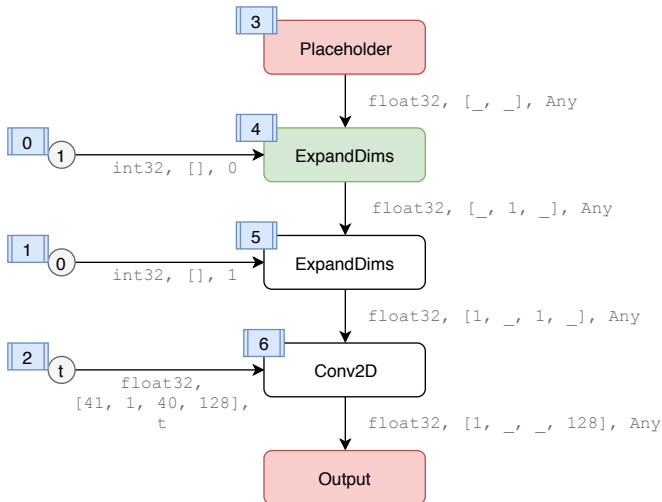 3
Placeholder
float32, [_, _], Any
0
1
int32, [], 0
4
ExpandDims
float32, [_, 1, _], Any
1
0
int32, [], 1
5
ExpandDims
float32, [1, _, 1, _], Any
2
t
float32,
[41, 1, 40, 128],
t
6
Conv2D
float32, [1, _, _, 128], Any
Output